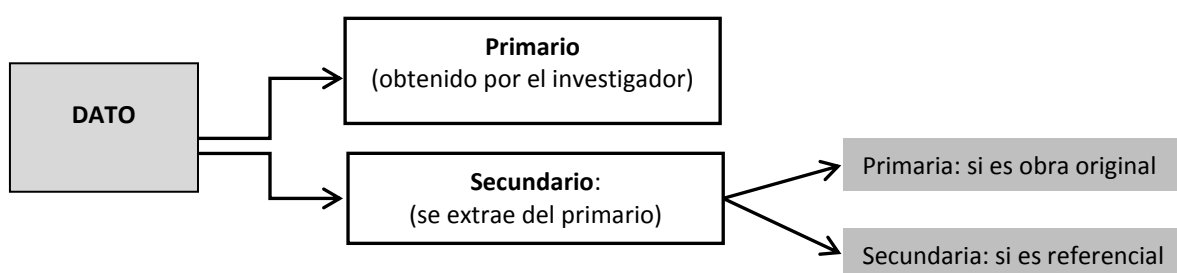 DATO
Primario
(obtenido por el investigador)
Secundario:
(se extrae del primario)
Primaria: si es obra original
Secundaria: si es referencial